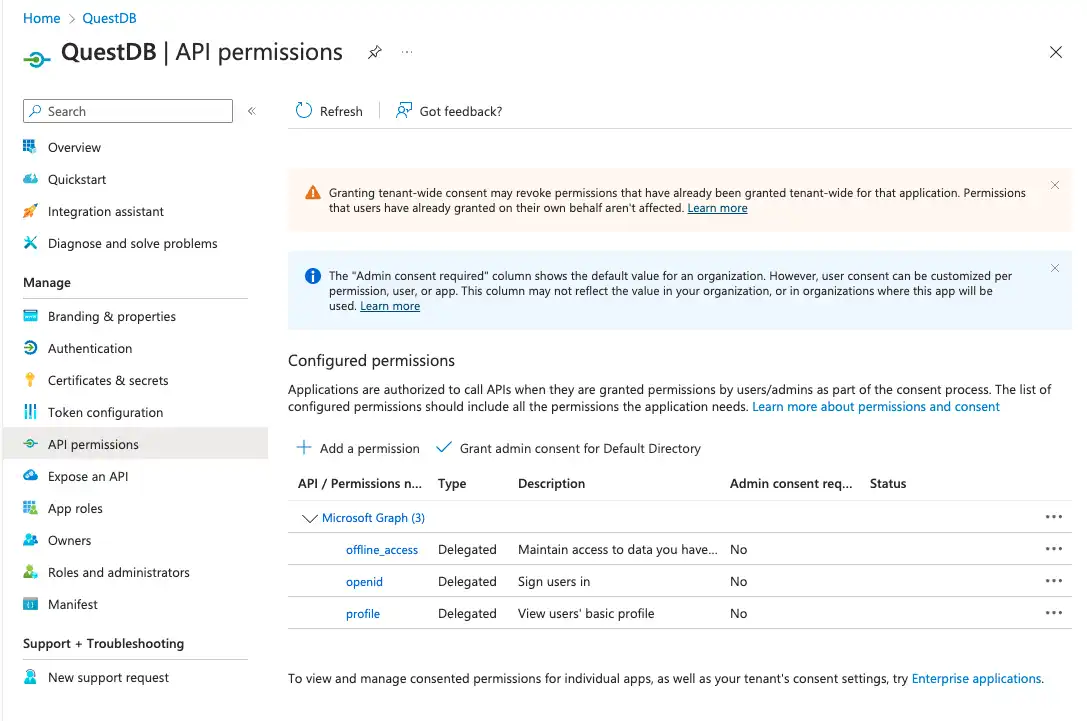 Home > QuestDB
QuestDB | API permissions
Search
Overview
Quickstart
Integration assistant
Diagnose and solve problems
Manage
Branding & properties
Authentication
Certificates & secrets
Token configuration
API permissions
Expose an API
App roles
Owners
Roles and administrators
Manifest
Support + Troubleshooting
New support request
Refresh
Got feedback?
Granting tenant-wide consent may revoke permissions that have already been granted tenant-wide for that application. Permissions
that users have already granted on their own behalf aren't affected. Learn more
The "Admin consent required" column shows the default value for an organization. However, user consent can be customized per
permission, user, or app. This column may not reflect the value in your organization, or in organizations where this app will be
used. Learn more
Configured permissions
Applications are authorized to call APIs when they are granted permissions by users/admins as part of the consent process. The list of
configured permissions should include all the permissions the application needs. Learn more about permissions and consent
Add a permission Grant admin consent for Default Directory
API / Permissions n... Type Description Admin consent req... Status
Microsoft Graph (3)
offline_access Delegated Maintain access to data you have... No
openid Delegated Sign users in No
profile Delegated View users' basic profile No
To view and manage consented permissions for individual apps, as well as your tenant's consent settings, try Enterprise applications.